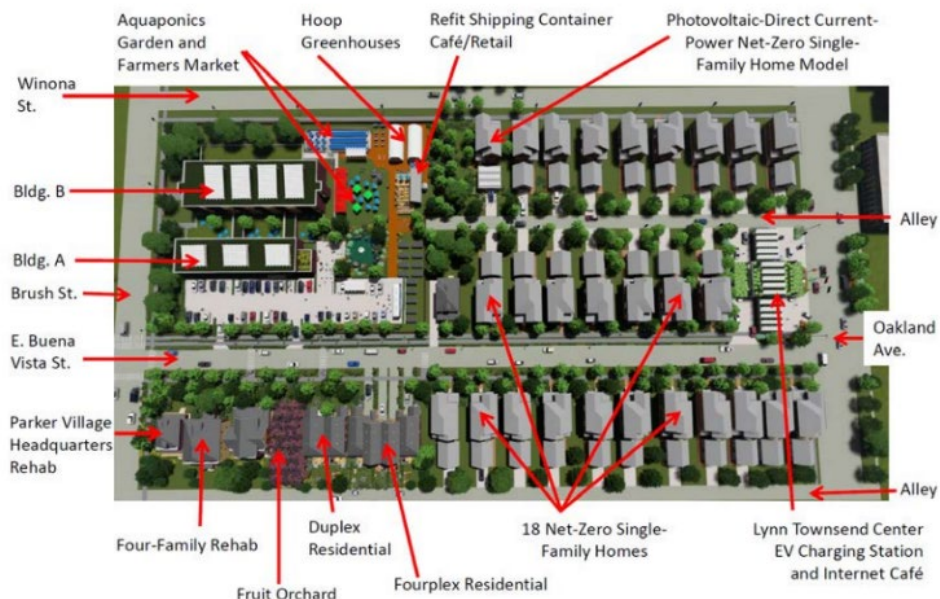 Aquaponics
Garden and
Farmers Market
Hoop
Greenhouses
Refit Shipping Container
Café/Retail
Photovoltaic-Direct Current-
Power Net-Zero Single-
Family Home Model
Winona
St.
Bldg. B
Alley
Bldg. A
Brush St.
E. Buena
Vista St.
Oakland
Ave.
Parker Village
Headquarters
Rehab
Alley
Four-Family Rehab
Duplex
Residential
18 Net-Zero Single-
Family Homes
Lynn Townsend Center
EV Charging Station
and Internet Café
Fruit Orchard
Fourplex Residential